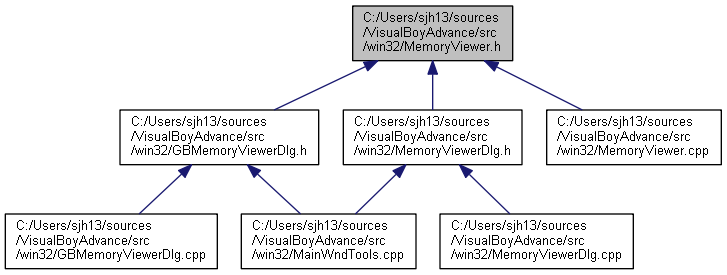 C:/Users/sjh13/sources
/VisualBoyAdvance/src
/win32/MemoryViewer.h
C:/Users/sjh13/sources
/VisualBoyAdvance/src
/win32/GBMemoryViewerDlg.h
C:/Users/sjh13/sources
/VisualBoyAdvance/src
/win32/MemoryViewerDlg.h
C:/Users/sjh13/sources
/VisualBoyAdvance/src
/win32/MemoryViewer.cpp
C:/Users/sjh13/sources
/VisualBoyAdvance/src
/win32/GBMemoryViewerDlg.cpp
C:/Users/sjh13/sources
/VisualBoyAdvance/src
/win32/MainWndTools.cpp
C:/Users/sjh13/sources
/VisualBoyAdvance/src
/win32/MemoryViewerDlg.cpp